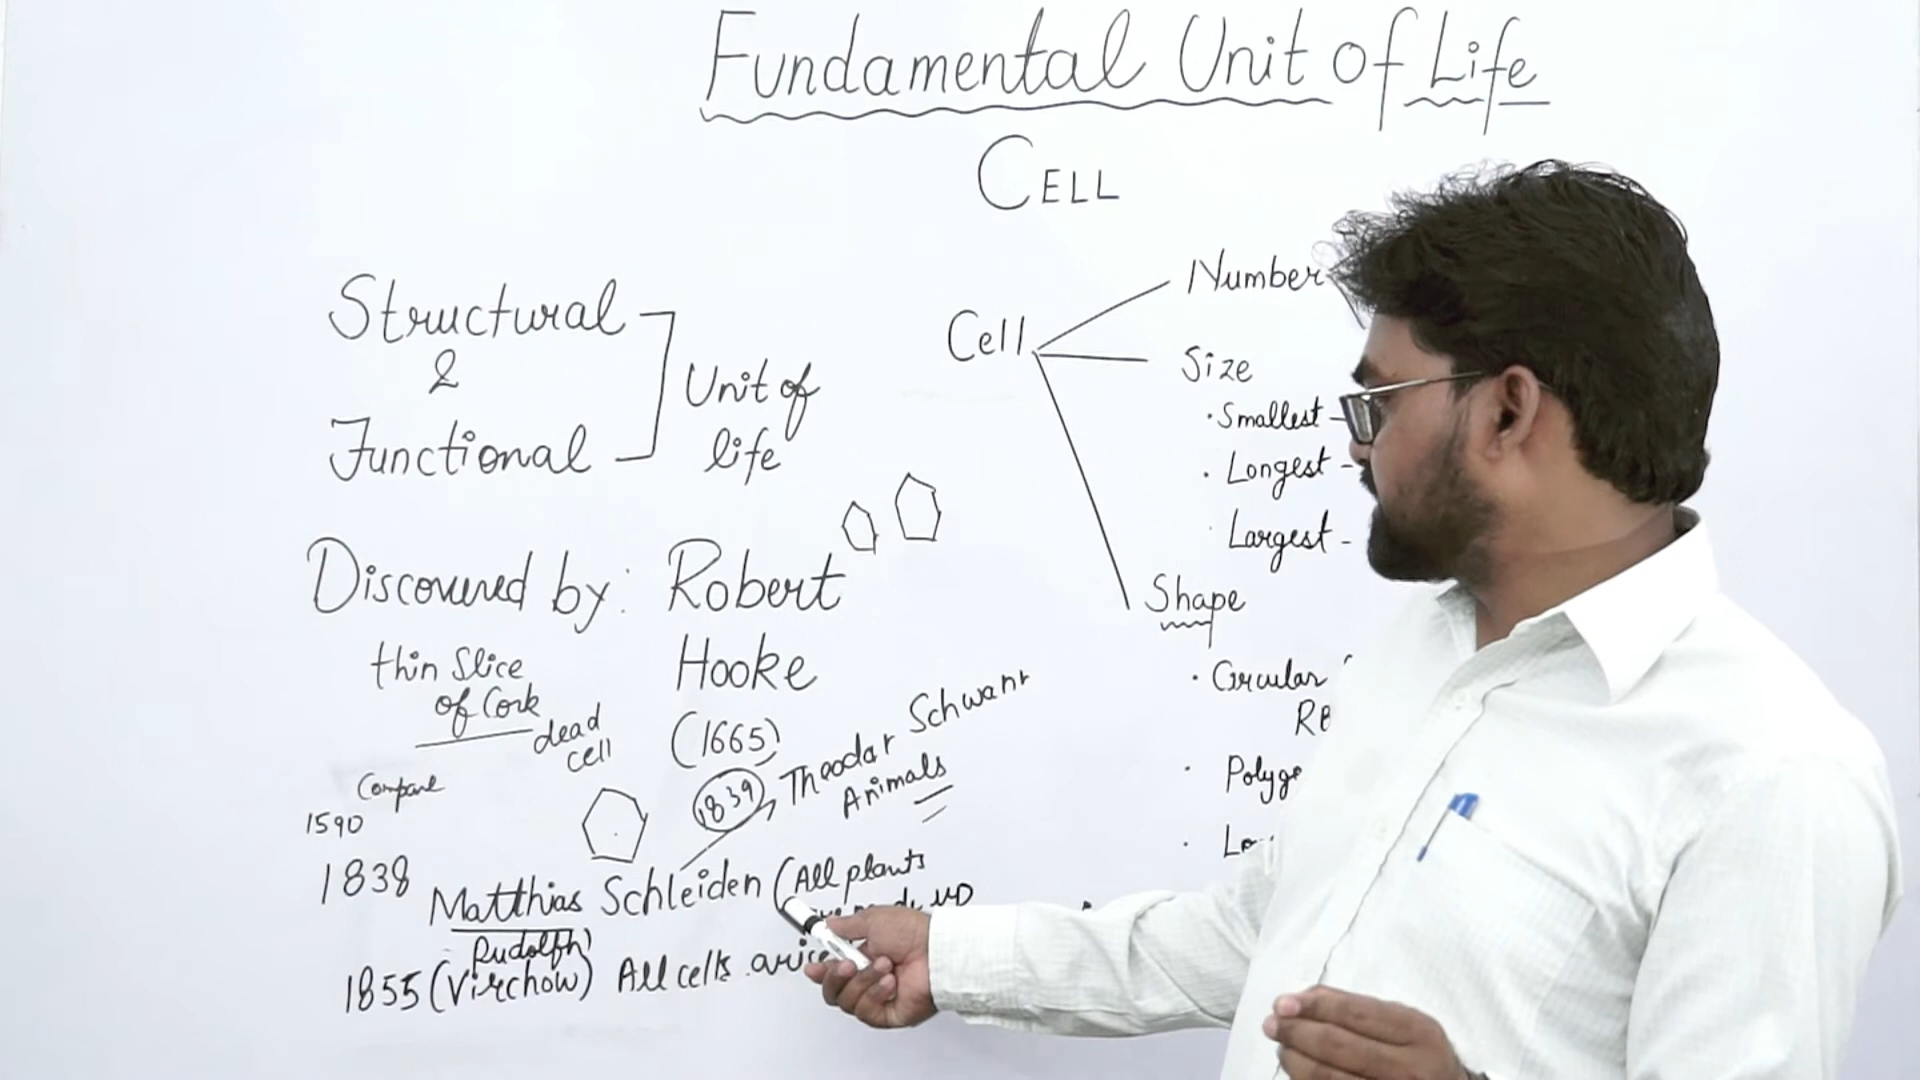 Fundamental Unit of Life
CELL
Structural
&
Functional
Unit of
life
Discovered by: Robert
Hooke
(1665)
thin Slice
of Cork
dead
cell
Compare
1590
1839
Theodar Schwann
Animals
1838 Matthias Schleiden (All plants
made up
Rudolph
1855 (Virchow) All cells arise
Cell
Number
Size
· Smallest -
· Longest -
· Largest -
Shape
· Circular
·